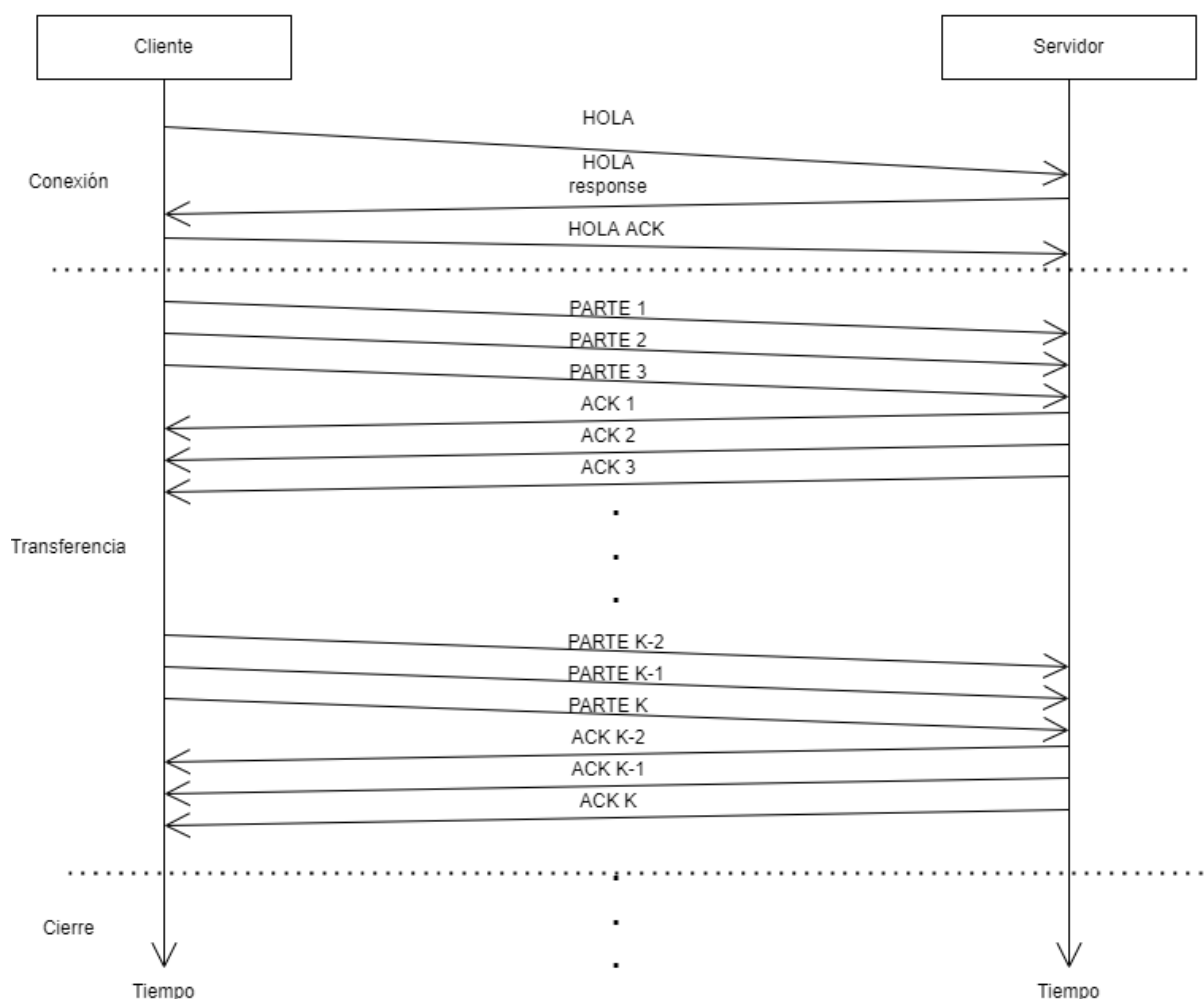 Cliente
Servidor
HOLA
HOLA
response
Conexión
HOLA ACK
PARTE 1
PARTE 2
PARTE 3
ACK 1
ACK 2
ACK 3
Transferencia
PARTE K-2
PARTE K-1
PARTE K
ACK K-2
ACK K-1
ACK K
Cierre
Tiempo
Tiempo